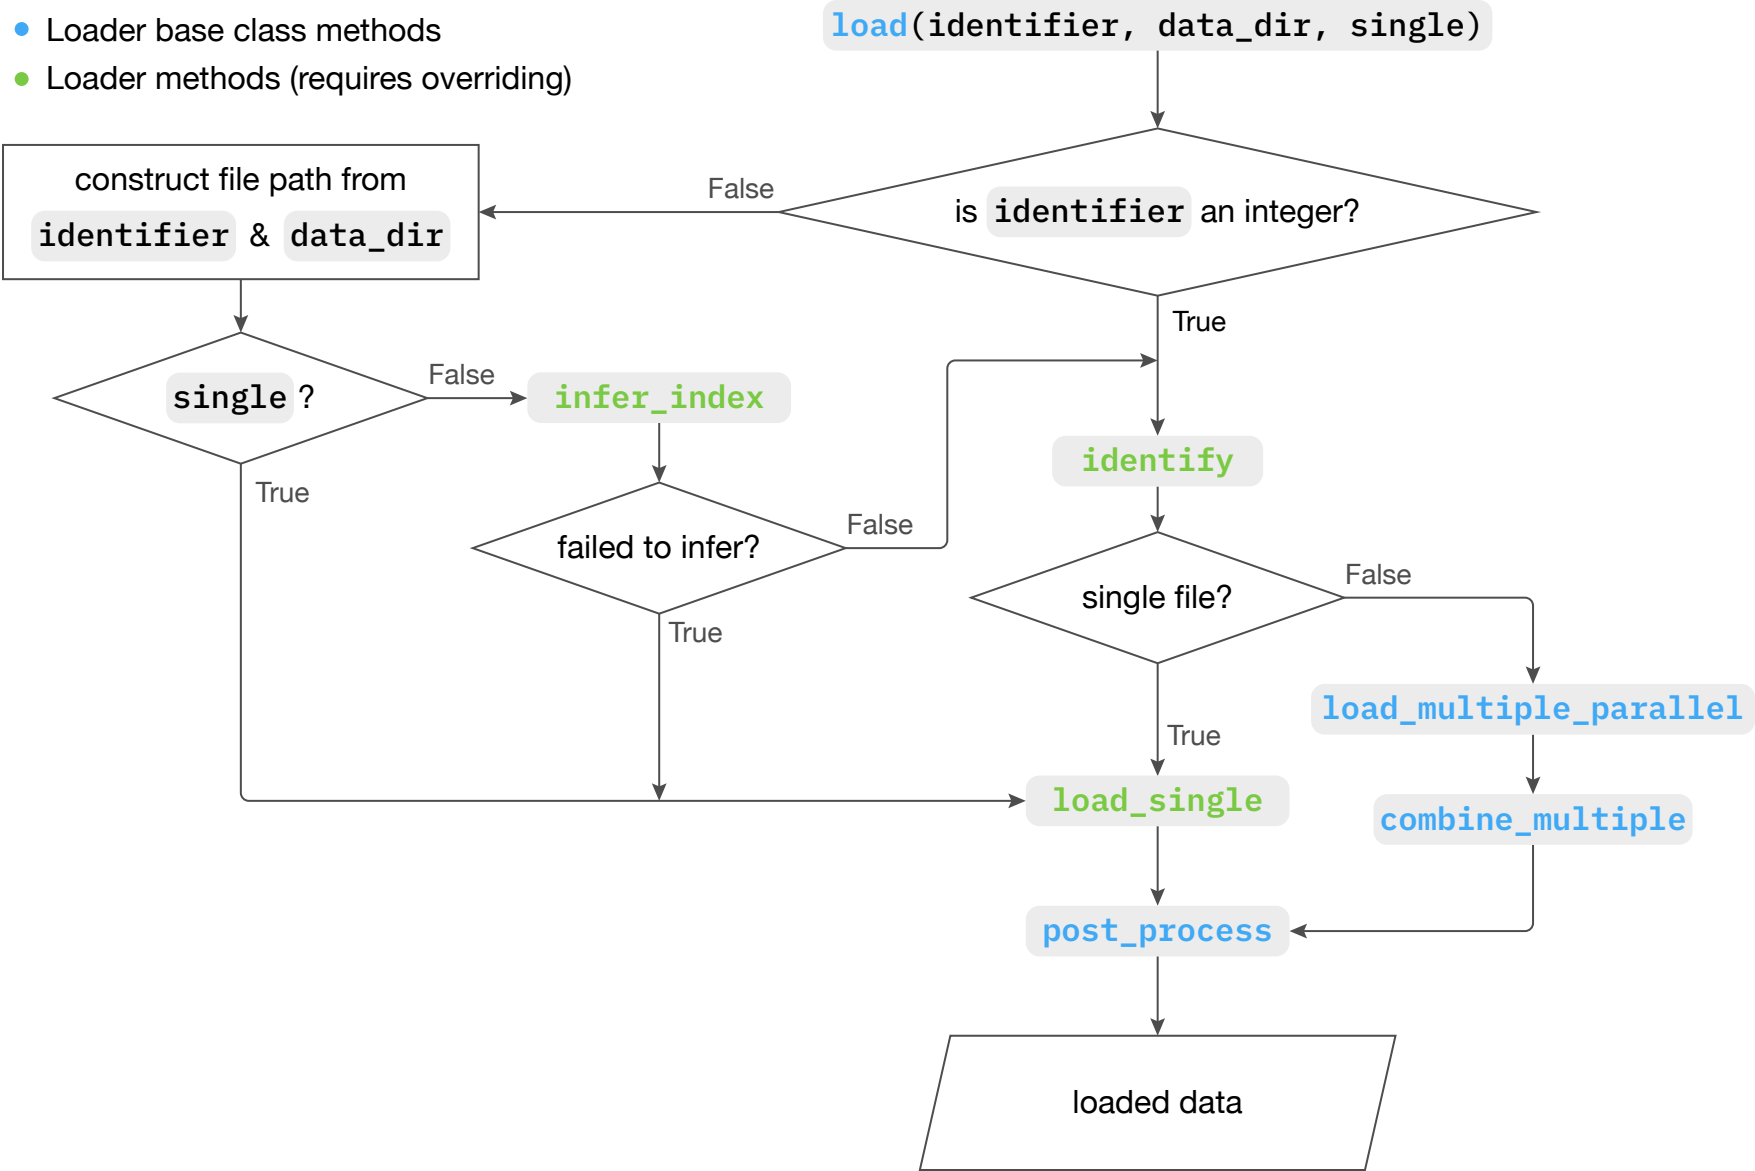 Loader base class methods
Loader methods (requires overriding)
load(identifier, data_dir, single)
construct file path from
identifier & data_dir
False
is identifier an integer?
True
single ?
False
infer_index
True
failed to infer?
False
True
identify
single file?
False
True
load_multiple_parallel
load_single
combine_multiple
post_process
loaded data